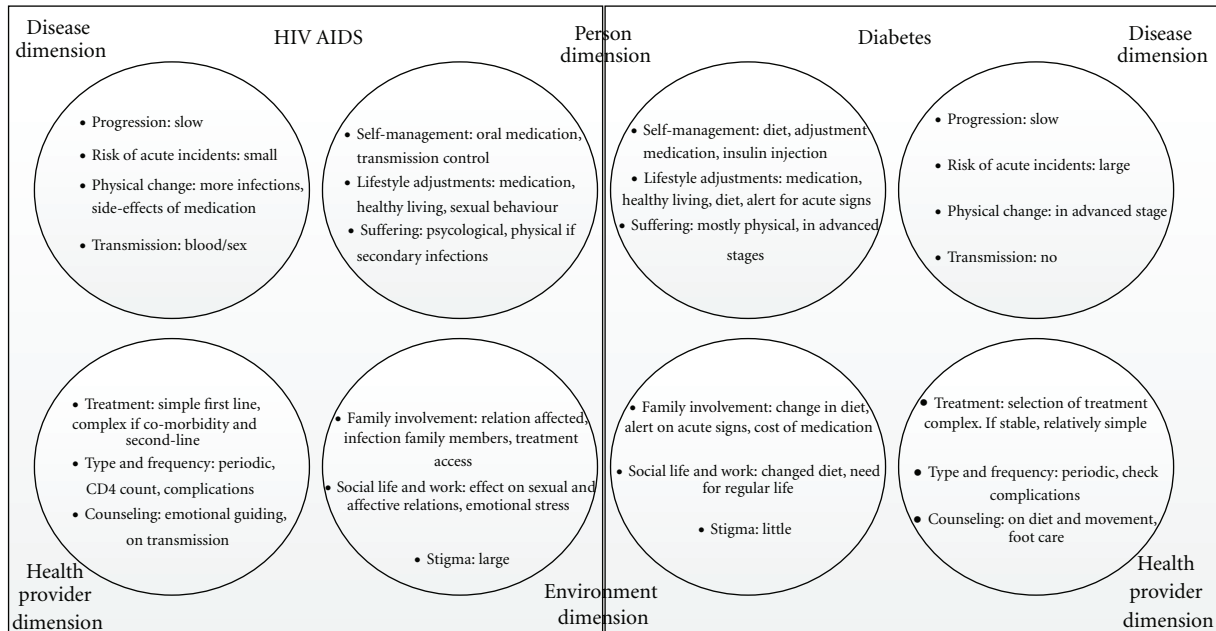 Disease
dimension
HIV AIDS
Person
dimension
Diabetes
Disease
dimension
• Progression: slow
• Risk of acute incidents: small
• Physical change: more infections,
side-effects of medication
• Transmission: blood/sex
• Self-management: oral medication,
transmission control
• Lifestyle adjustments: medication,
healthy living, sexual behaviour
• Suffering: psycological, physical if
secondary infections
• Self-management: diet, adjustment
medication, insulin injection
• Lifestyle adjustments: medication,
healthy living, diet, alert for acute signs
• Suffering: mostly physical, in advanced
stages
• Progression: slow
• Risk of acute incidents: large
• Physical change: in advanced stage
• Transmission: no
• Treatment: simple first line,
complex if co-morbidity and
second-line
• Type and frequency: periodic,
CD4 count, complications
• Counseling: emotional guiding,
on transmission
• Family involvement: relation affected,
infection family members, treatment
access
• Social life and work: effect on sexual and
affective relations, emotional stress
• Stigma: large
• Family involvement: change in diet,
alert on acute signs, cost of medication
• Social life and work: changed diet, need
for regular life
• Stigma: little
• Treatment: selection of treatment
complex. If stable, relatively simple
• Type and frequency: periodic, check
complications
• Counseling: on diet and movement,
foot care
Health
provider
dimension
Environment
dimension
Health
provider
dimension